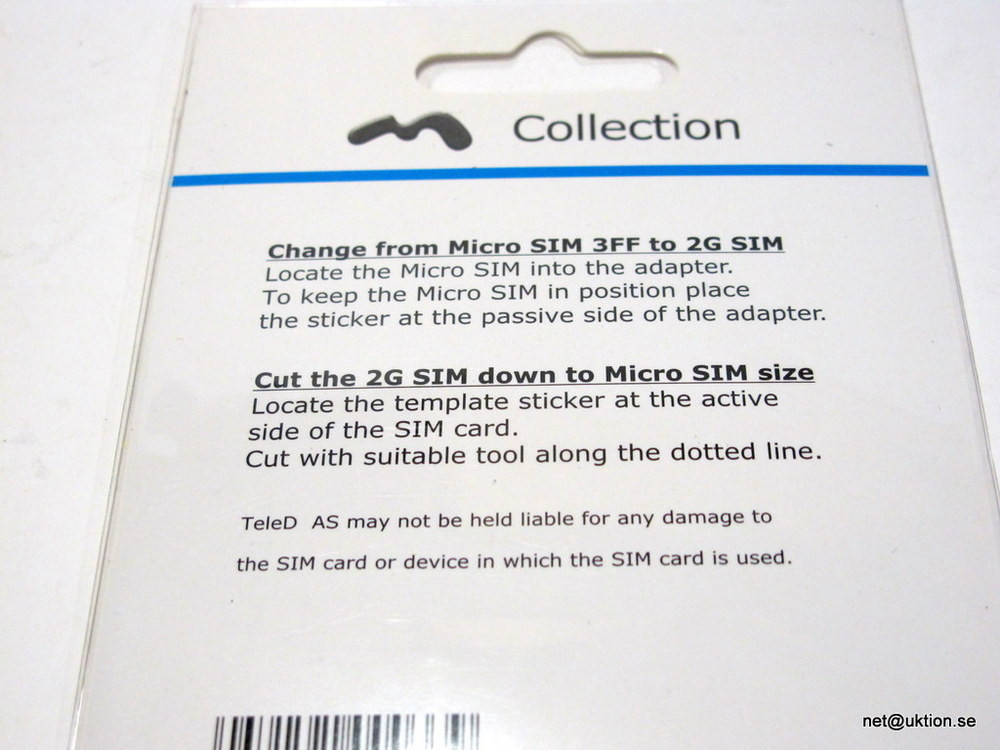 Collection
Change from Micro SIM 3FF to 2G SIM
Locate the Micro SIM into the adapter.
To keep the Micro SIM in position place
the sticker at the passive side of the adapter.
Cut the 2G SIM down to Micro SIM size
Locate the template sticker at the active
side of the SIM card.
Cut with suitable tool along the dotted line.
TeleD AS may not be held liable for any damage to
the SIM card or device in which the SIM card is used.
net@uktion.se